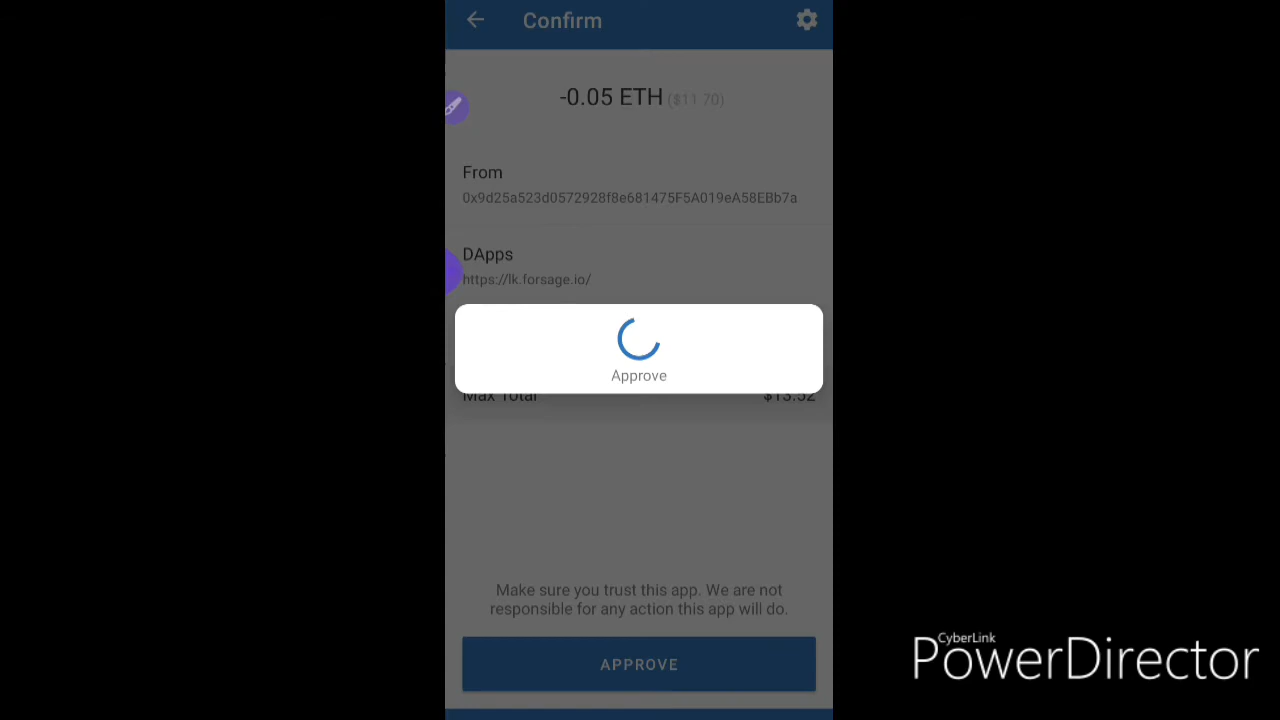 Confirm
-0.05 ETH ($11.70)
From
0x9d25a523d0572928f8e681475F5A019eA58EBb7a
DApps
https://lk.forsage.io/
Approve
Max Total $13.52
Make sure you trust this app. We are not
responsible for any action this app will do.
APPROVE
CyberLink
PowerDirector